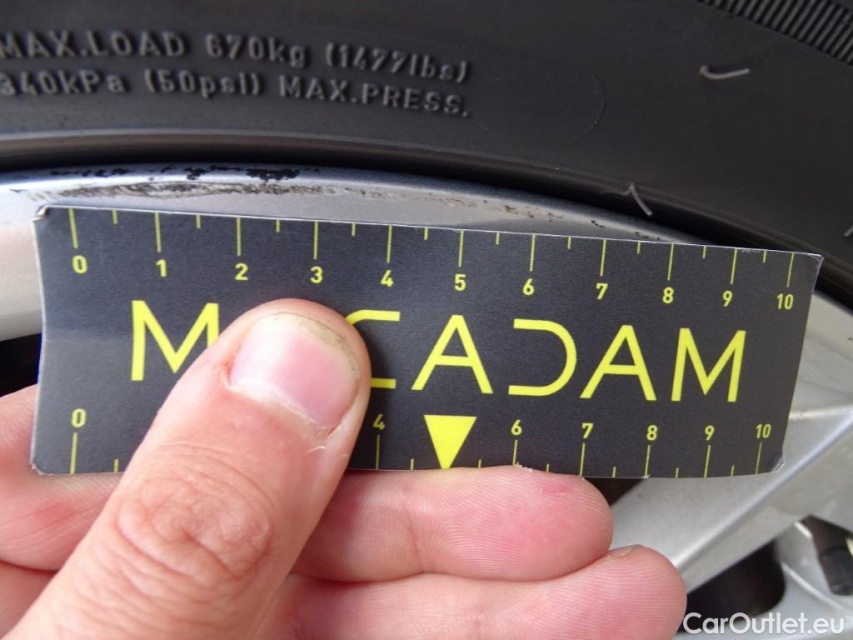 MAX.LOAD 670kg (1477lbs)
340kPa (50psi) MAX.PRESS.
0 1 2 3 4 5 6 7 8 9 10
M CADAM
0 4 6 7 8 9 10
CarOutlet.eu